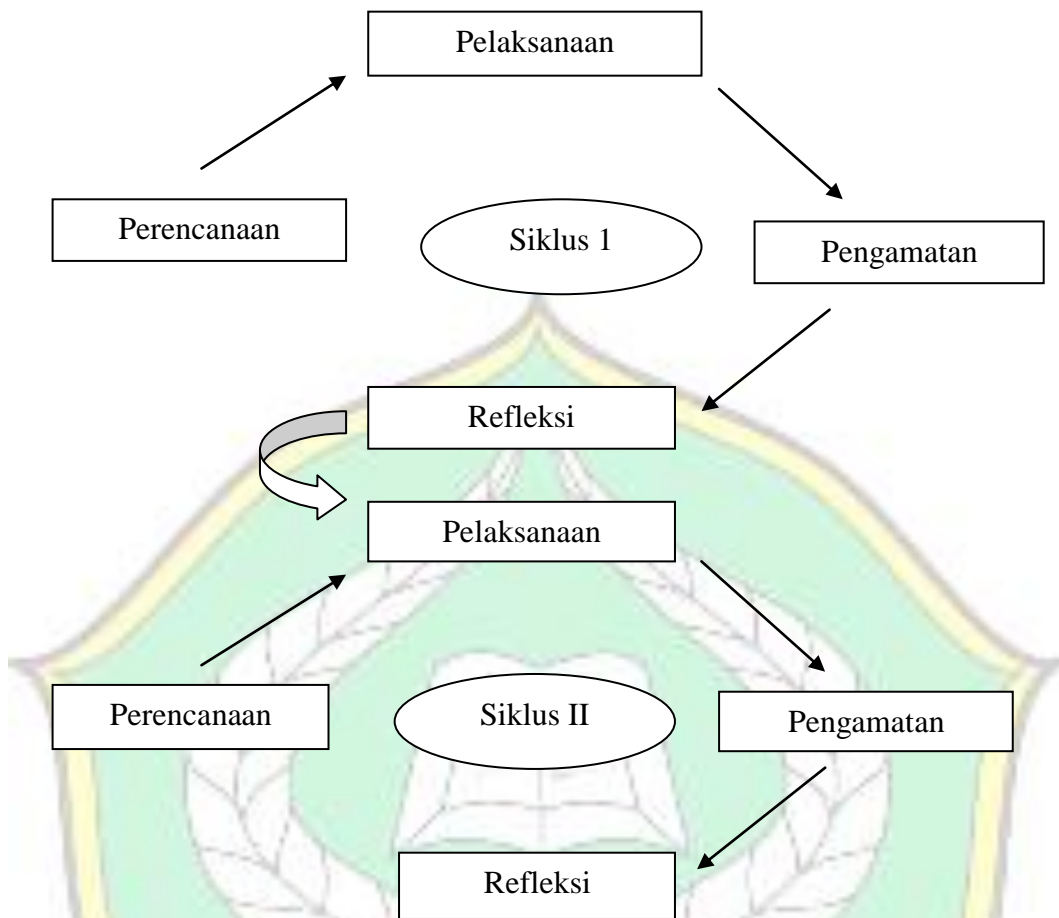 Pelaksanaan
Perencanaan
Siklus 1
Pengamatan
Refleksi
Pelaksanaan
Perencanaan
Siklus II
Pengamatan
Refleksi